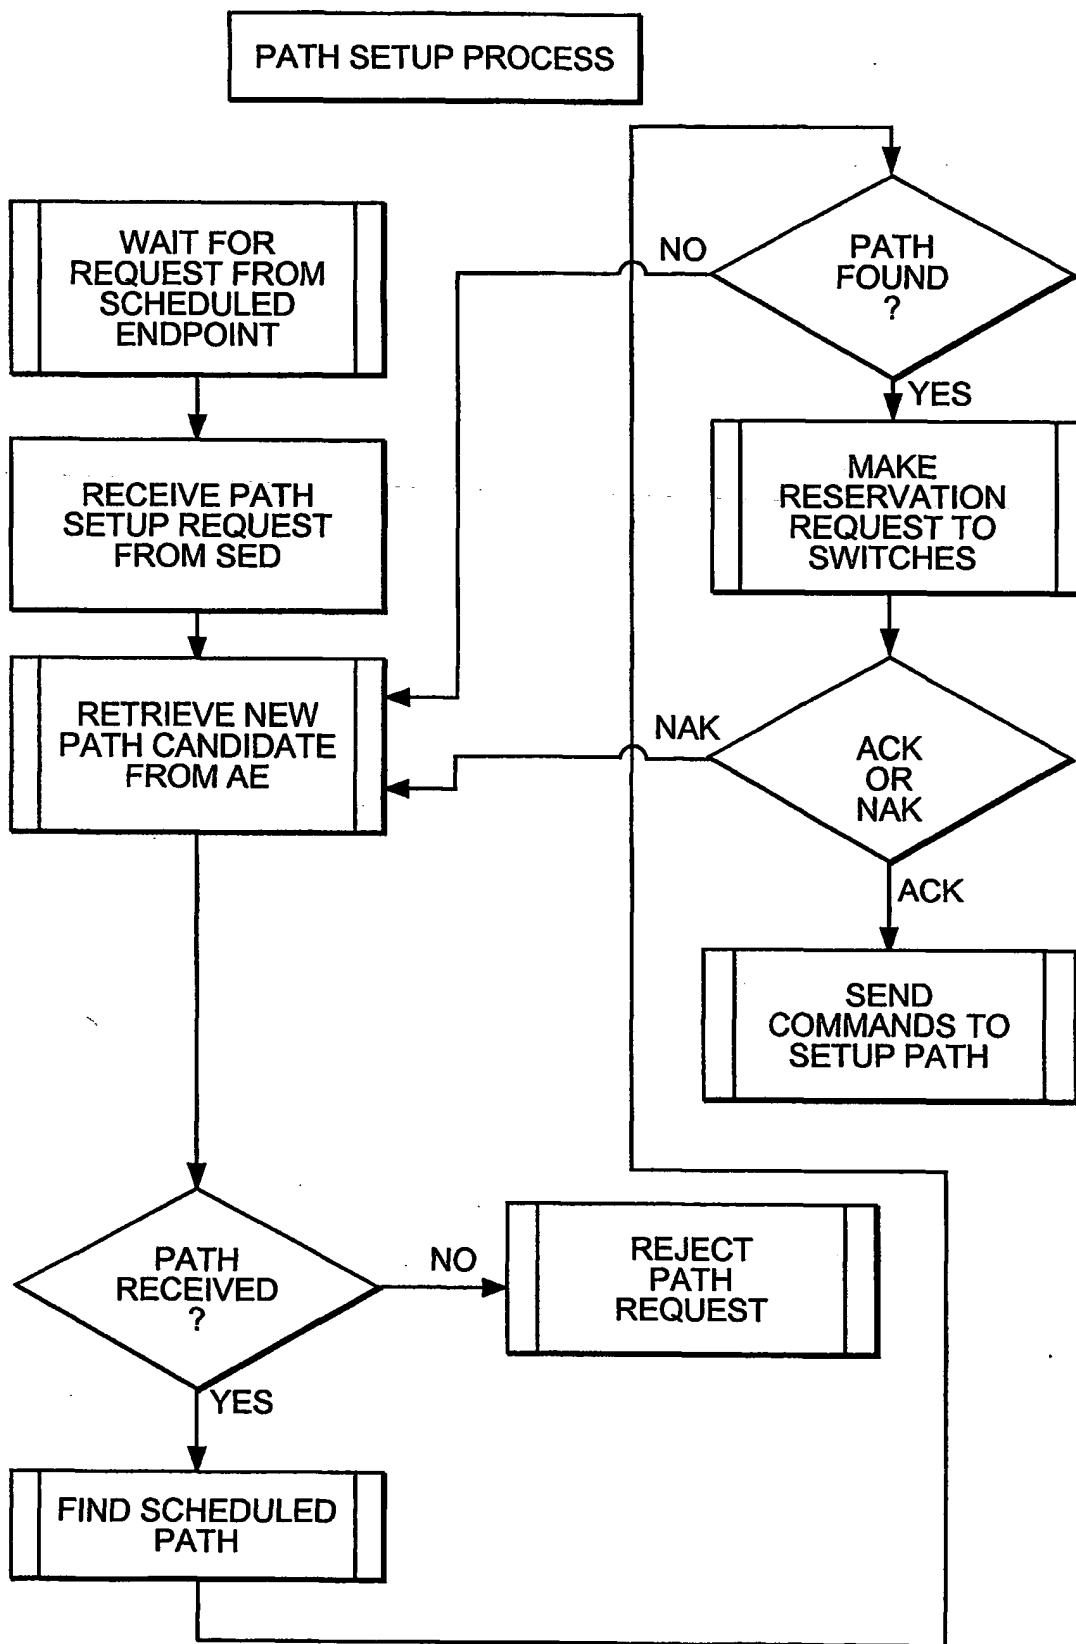 PATH SETUP PROCESS
WAIT FOR
REQUEST FROM
SCHEDULED
ENDPOINT
RECEIVE PATH
SETUP REQUEST
FROM SED
RETRIEVE NEW
PATH CANDIDATE
FROM AE
PATH
RECEIVED
?
NO
REJECT
PATH
REQUEST
YES
FIND SCHEDULED
PATH
PATH
FOUND
?
NO
YES
MAKE
RESERVATION
REQUEST TO
SWITCHES
ACK
OR
NAK
NAK
ACK
SEND
COMMANDS TO
SETUP PATH